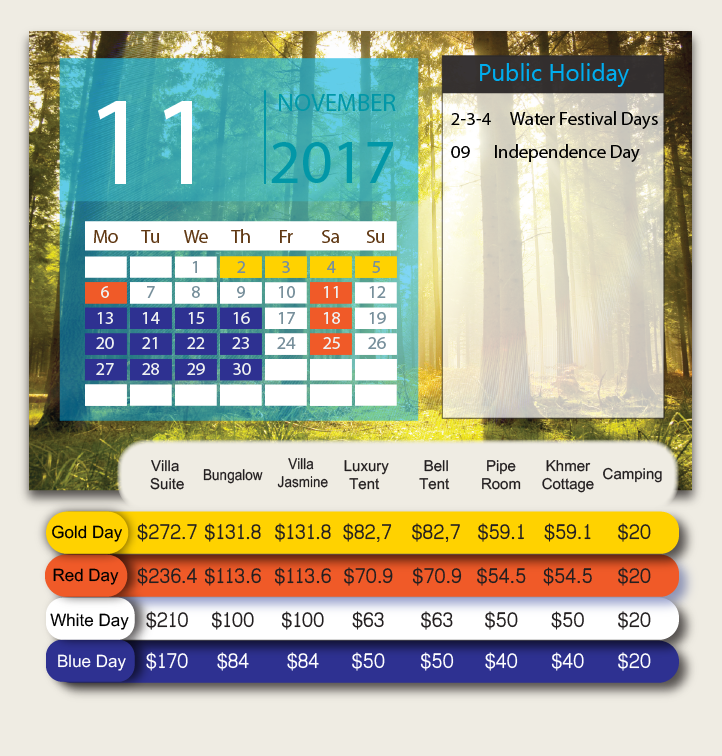 11
NOVEMBER
2017
Mo Tu We Th Fr Sa Su
1 2 3 4 5
6 7 8 9 10 11 12
13 14 15 16 17 18 19
20 21 22 23 24 25 26
27 28 29 30
Public Holiday
2-3-4 Water Festival Days
09 Independence Day
Villa Suite Bungalow Villa Jasmine Luxury Tent Bell Tent Pipe Room Khmer Cottage Camping
Gold Day $272.7 $131.8 $131.8 $82,7 $82,7 $59.1 $59.1 $20
Red Day $236.4 $113.6 $113.6 $70.9 $70.9 $54.5 $54.5 $20
White Day $210 $100 $100 $63 $63 $50 $50 $20
Blue Day $170 $84 $84 $50 $50 $40 $40 $20